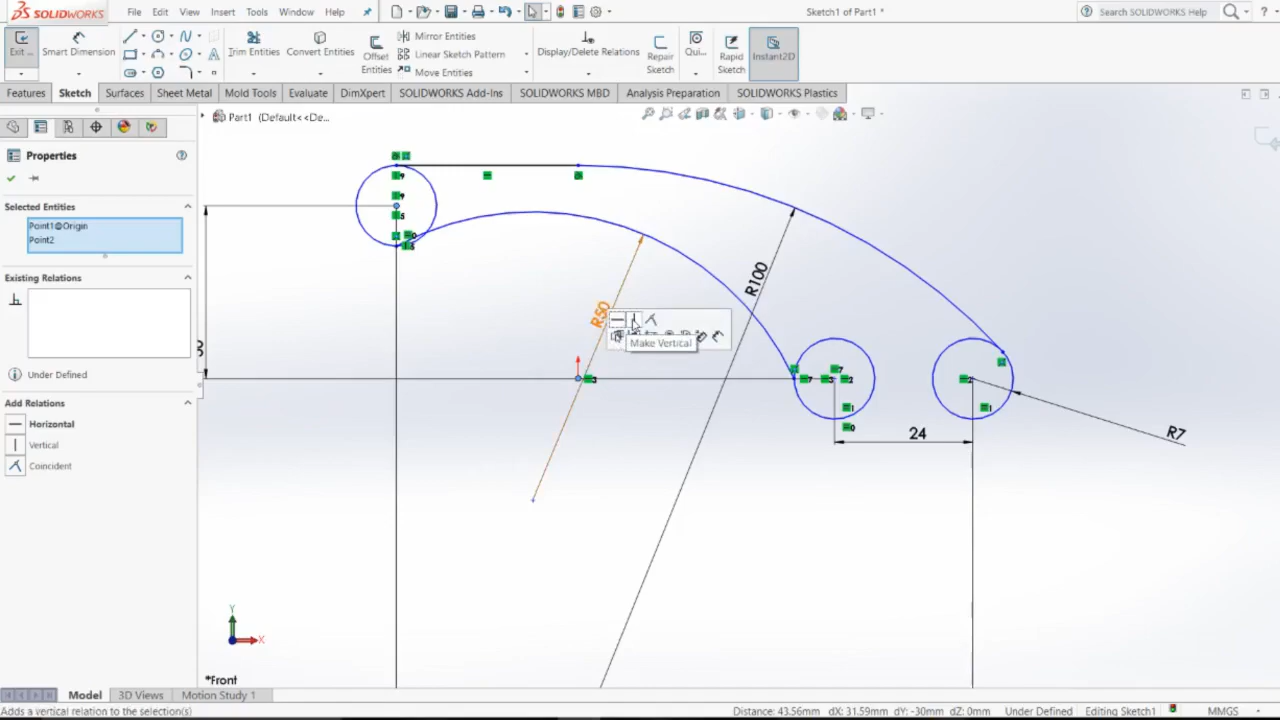 SOLIDWORKS File Edit View Insert Tools Window Help Sketch1 of Part1 * Search SOLIDWORKS Help
Exit ... Smart Dimension Trim Entities Convert Entities Offset Entities Mirror Entities Display/Delete Relations Repair Sketch Qui... Rapid Sketch Instant2D
Linear Sketch Pattern
Move Entities
Features Sketch Surfaces Sheet Metal Mold Tools Evaluate DimXpert SOLIDWORKS Add-Ins SOLIDWORKS MBD Analysis Preparation SOLIDWORKS Plastics
Part1 (Default<<De...
Properties
Selected Entities
Point1@Origin
Point2
Existing Relations
Under Defined
Add Relations
Horizontal
Vertical
Coincident
R50
R100
Make Vertical
24
R7
Y
X
*Front
Model 3D Views Motion Study 1
Adds a vertical relation to the selection(s) Distance: 43.56mm dX: 31.59mm dY: -30mm dZ: 0mm Under Defined Editing Sketch1 MMGS